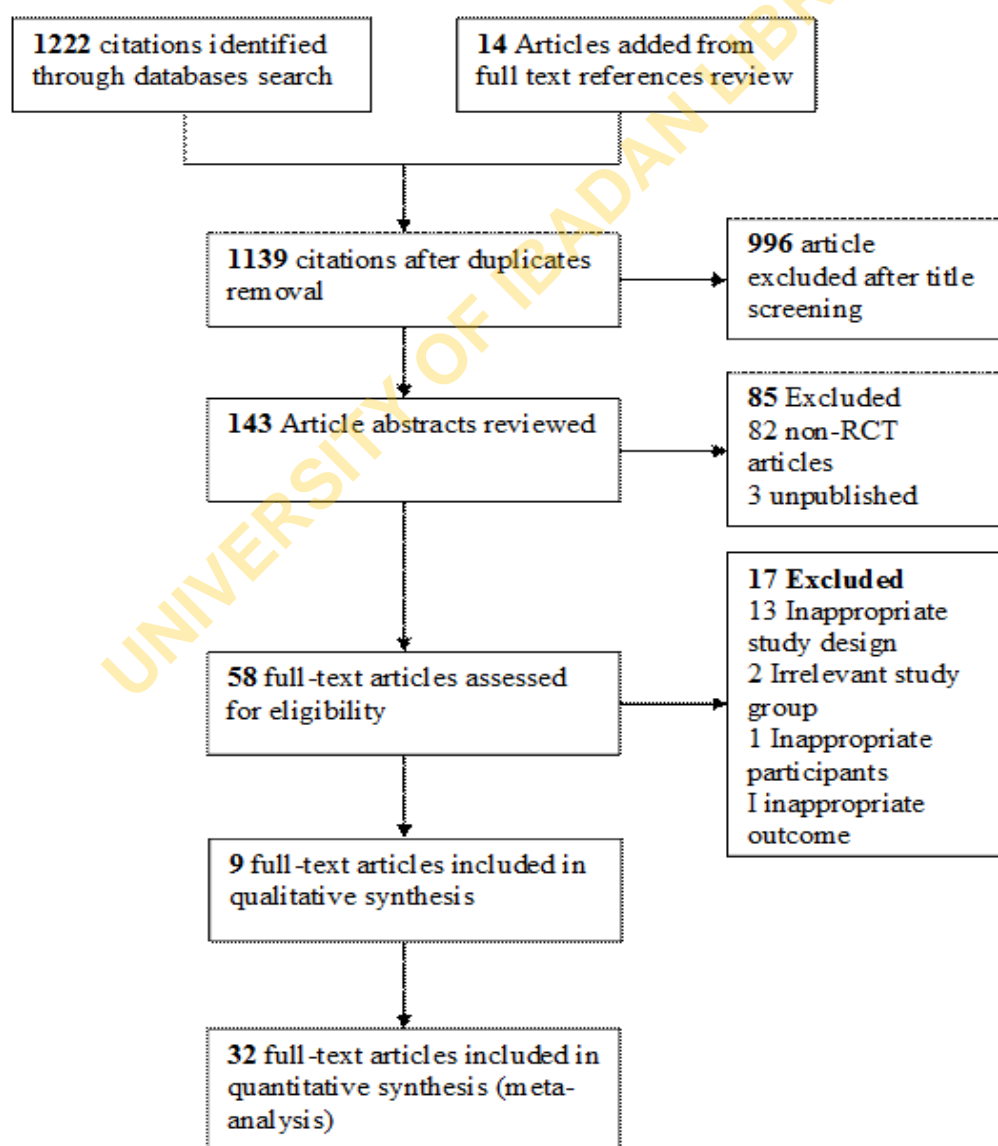 1222 citations identified
through databases search
14 Articles added from
full text references review
1139 citations after duplicates
removal
996 article
excluded after title
screening
143 Article abstracts reviewed
85 Excluded
82 non-RCT
articles
3 unpublished
58 full-text articles assessed
for eligibility
17 Excluded
13 Inappropriate
study design
2 Irrelevant study
group
1 Inappropriate
participants
I inappropriate
outcome
9 full-text articles included in
qualitative synthesis
32 full-text articles included in
quantitative synthesis (meta-
analysis)
UNIVERSITY OF IBADAN LIBR